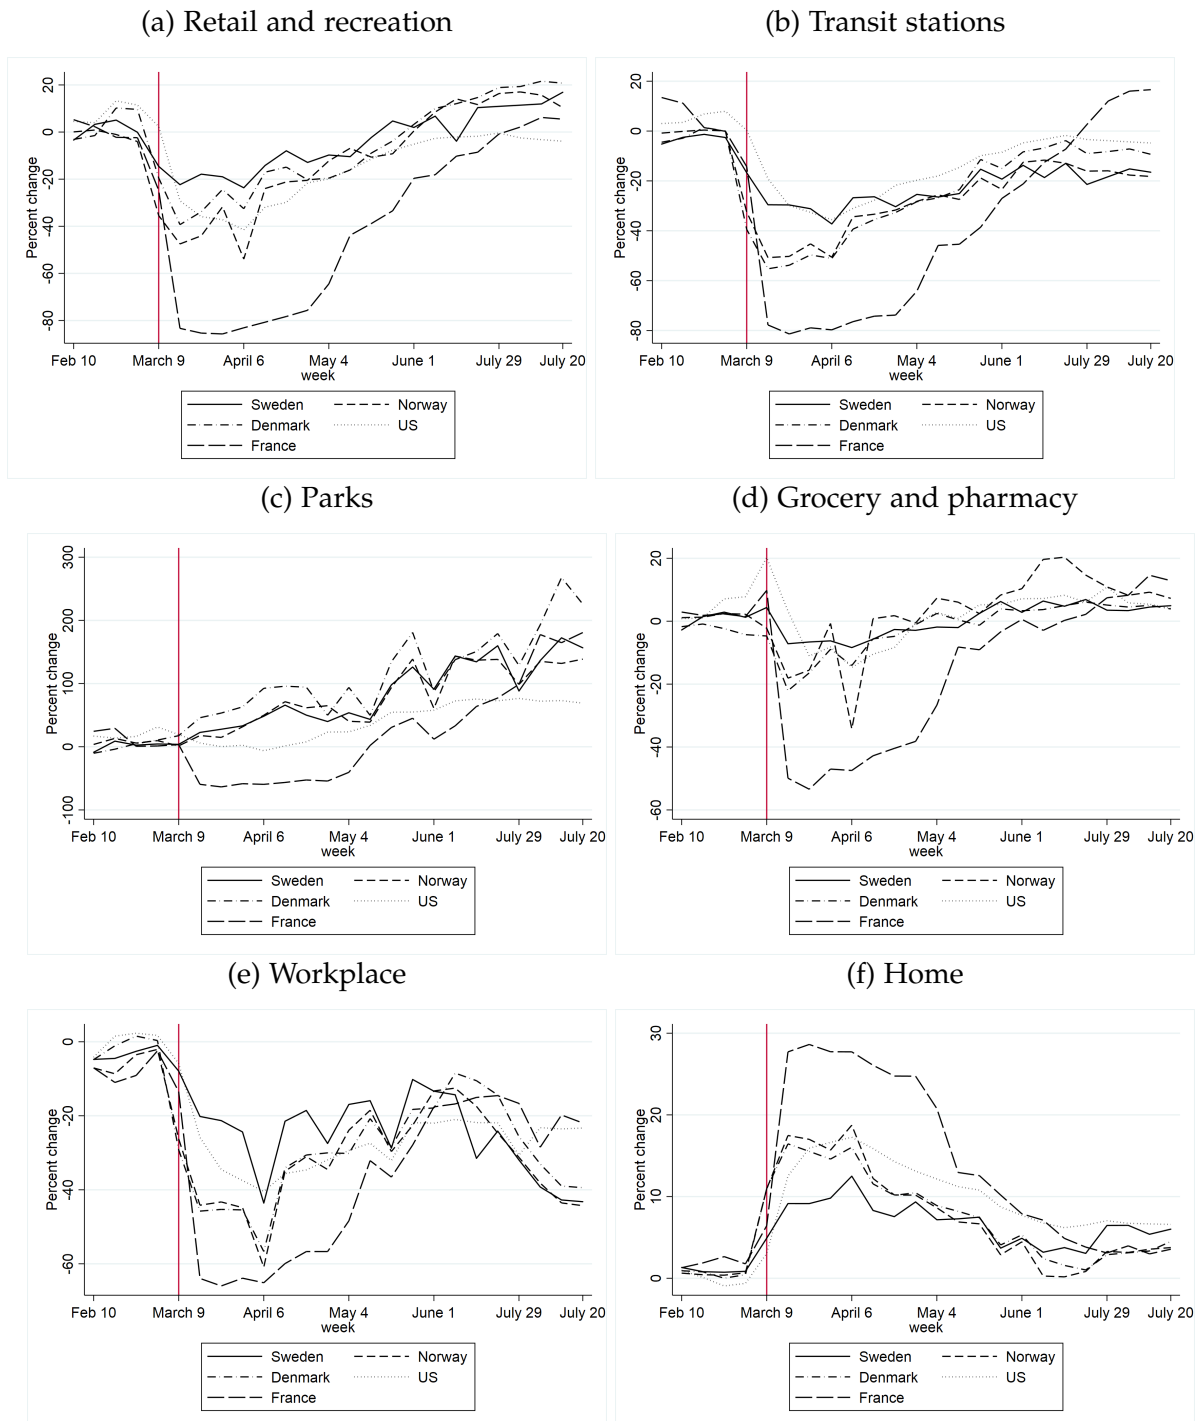 (a) Retail and recreation
Percent change
20
0
-20
-40
-60
-80
Feb 10 March 9 April 6 May 4 June 1 July 29 July 20
week
Sweden Norway
Denmark US
France
(b) Transit stations
Percent change
20
0
-20
-40
-60
-80
Feb 10 March 9 April 6 May 4 June 1 July 29 July 20
week
Sweden Norway
Denmark US
France
(c) Parks
Percent change
300
200
100
0
-100
Feb 10 March 9 April 6 May 4 June 1 July 29 July 20
week
Sweden Norway
Denmark US
France
(d) Grocery and pharmacy
Percent change
20
0
-20
-40
-60
Feb 10 March 9 April 6 May 4 June 1 July 29 July 20
week
Sweden Norway
Denmark US
France
(e) Workplace
Percent change
0
-20
-40
-60
Feb 10 March 9 April 6 May 4 June 1 July 29 July 20
week
Sweden Norway
Denmark US
France
(f) Home
Percent change
30
20
10
0
Feb 10 March 9 April 6 May 4 June 1 July 29 July 20
week
Sweden Norway
Denmark US
France